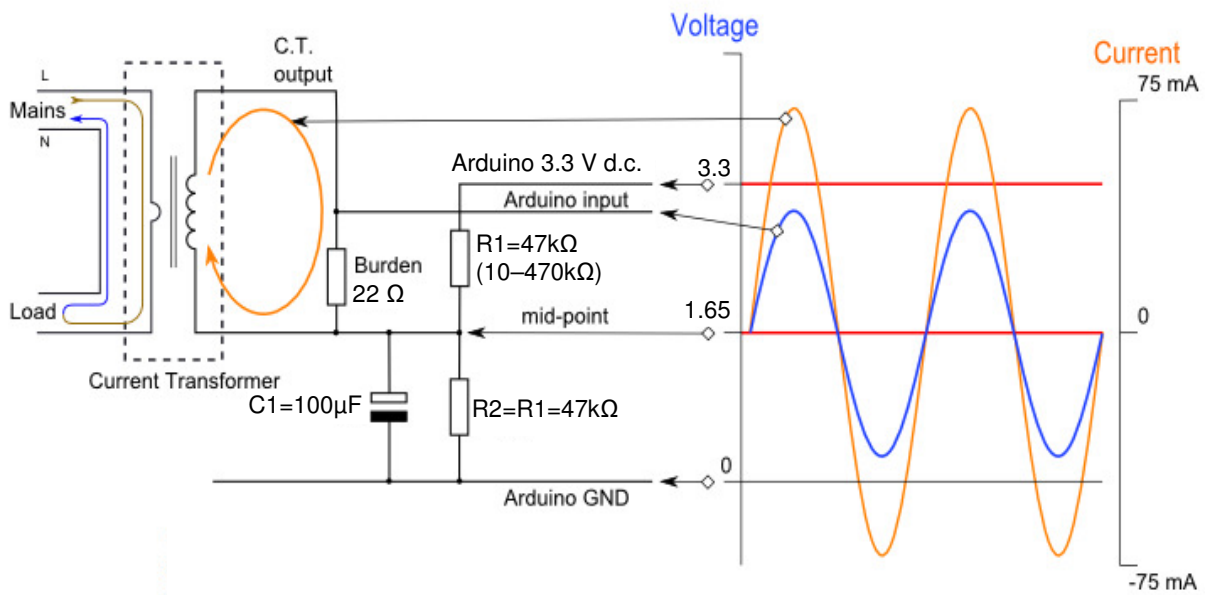 Voltage
Current
C.T.
output
L
75 mA
Mains
N
Arduino 3.3 V d.c.
3.3
Arduino input
R1=47kΩ
(10–470kΩ)
Burden
22 Ω
Load
mid-point
1.65
0
Current Transformer
C1=100µF
R2=R1=47kΩ
0
Arduino GND
-75 mA